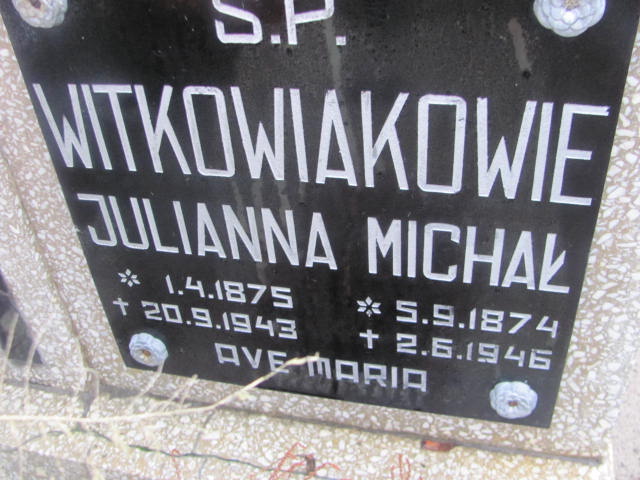 Ś.P.
WITKOWIAKOWIE
JULIANNA MICHAŁ
* 1.4.1875 * 5.9.1874
† 20.9.1943 † 2.6.1946
AVE MARIA